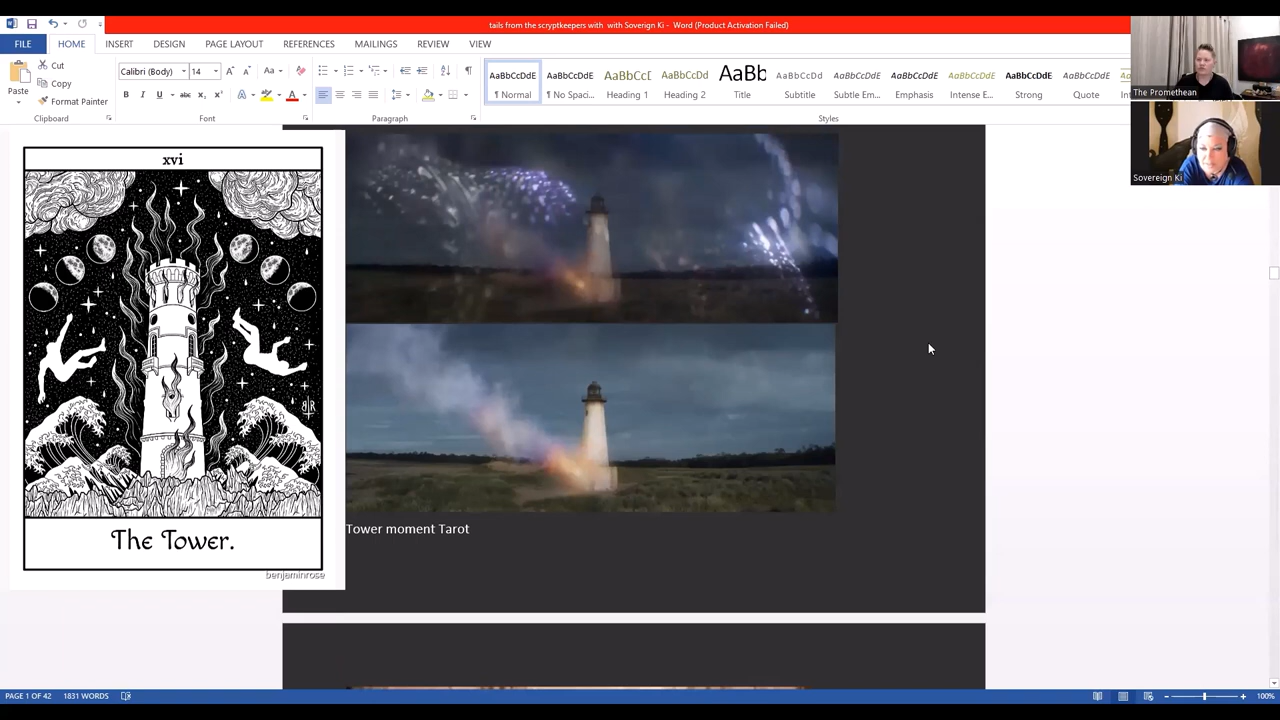 tails from the scryptkeepers with with Soverign Ki - Word (Product Activation Failed)
FILE HOME INSERT DESIGN PAGE LAYOUT REFERENCES MAILINGS REVIEW VIEW
Paste
Cut
Copy
Format Painter
Clipboard
Calibri (Body) 14
Font
Paragraph
AaBbCcDdE AaBbCcDdE AaBbCcD AaBbCcDd AaBb AaBbCcDd AaBbCcDdE AaBbCcDdE AaBbCcDdE AaBbCcDdE AaBbCcDdE
¶ Normal ¶ No Spaci... Heading 1 Heading 2 Title Subtitle Subtle Em... Emphasis Intense E... Strong Quote
Styles
The Promethean
Sovereign Ki
xvi
BR
The Tower.
benjaminrose
Tower moment Tarot
PAGE 1 OF 42 1831 WORDS
100%